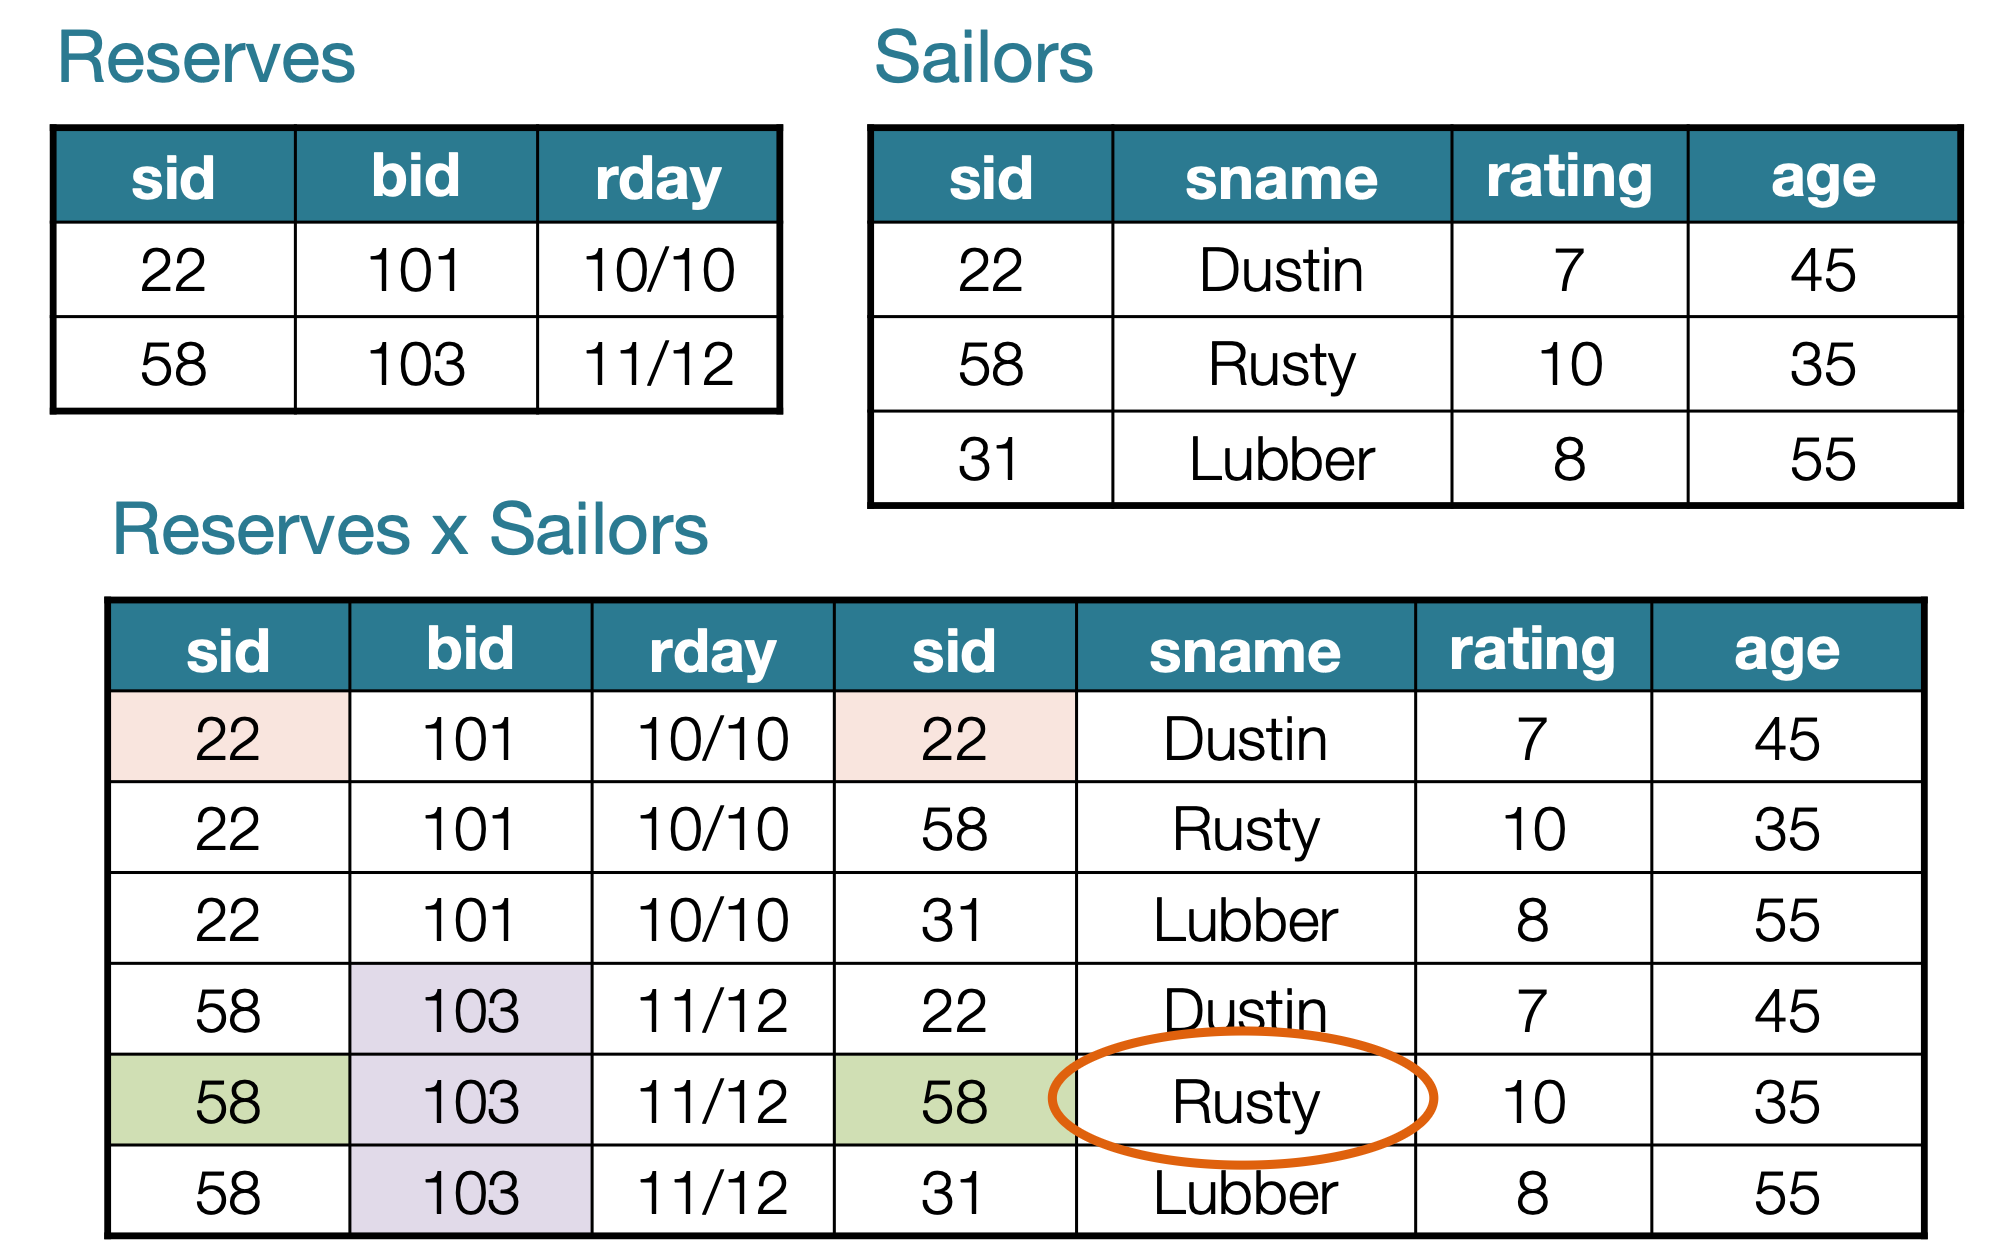 Reserves
sid bid rday
22 101 10/10
58 103 11/12
Sailors
sid sname rating age
22 Dustin 7 45
58 Rusty 10 35
31 Lubber 8 55
Reserves x Sailors
sid bid rday sid sname rating age
22 101 10/10 22 Dustin 7 45
22 101 10/10 58 Rusty 10 35
22 101 10/10 31 Lubber 8 55
58 103 11/12 22 Dustin 7 45
58 103 11/12 58 Rusty 10 35
58 103 11/12 31 Lubber 8 55